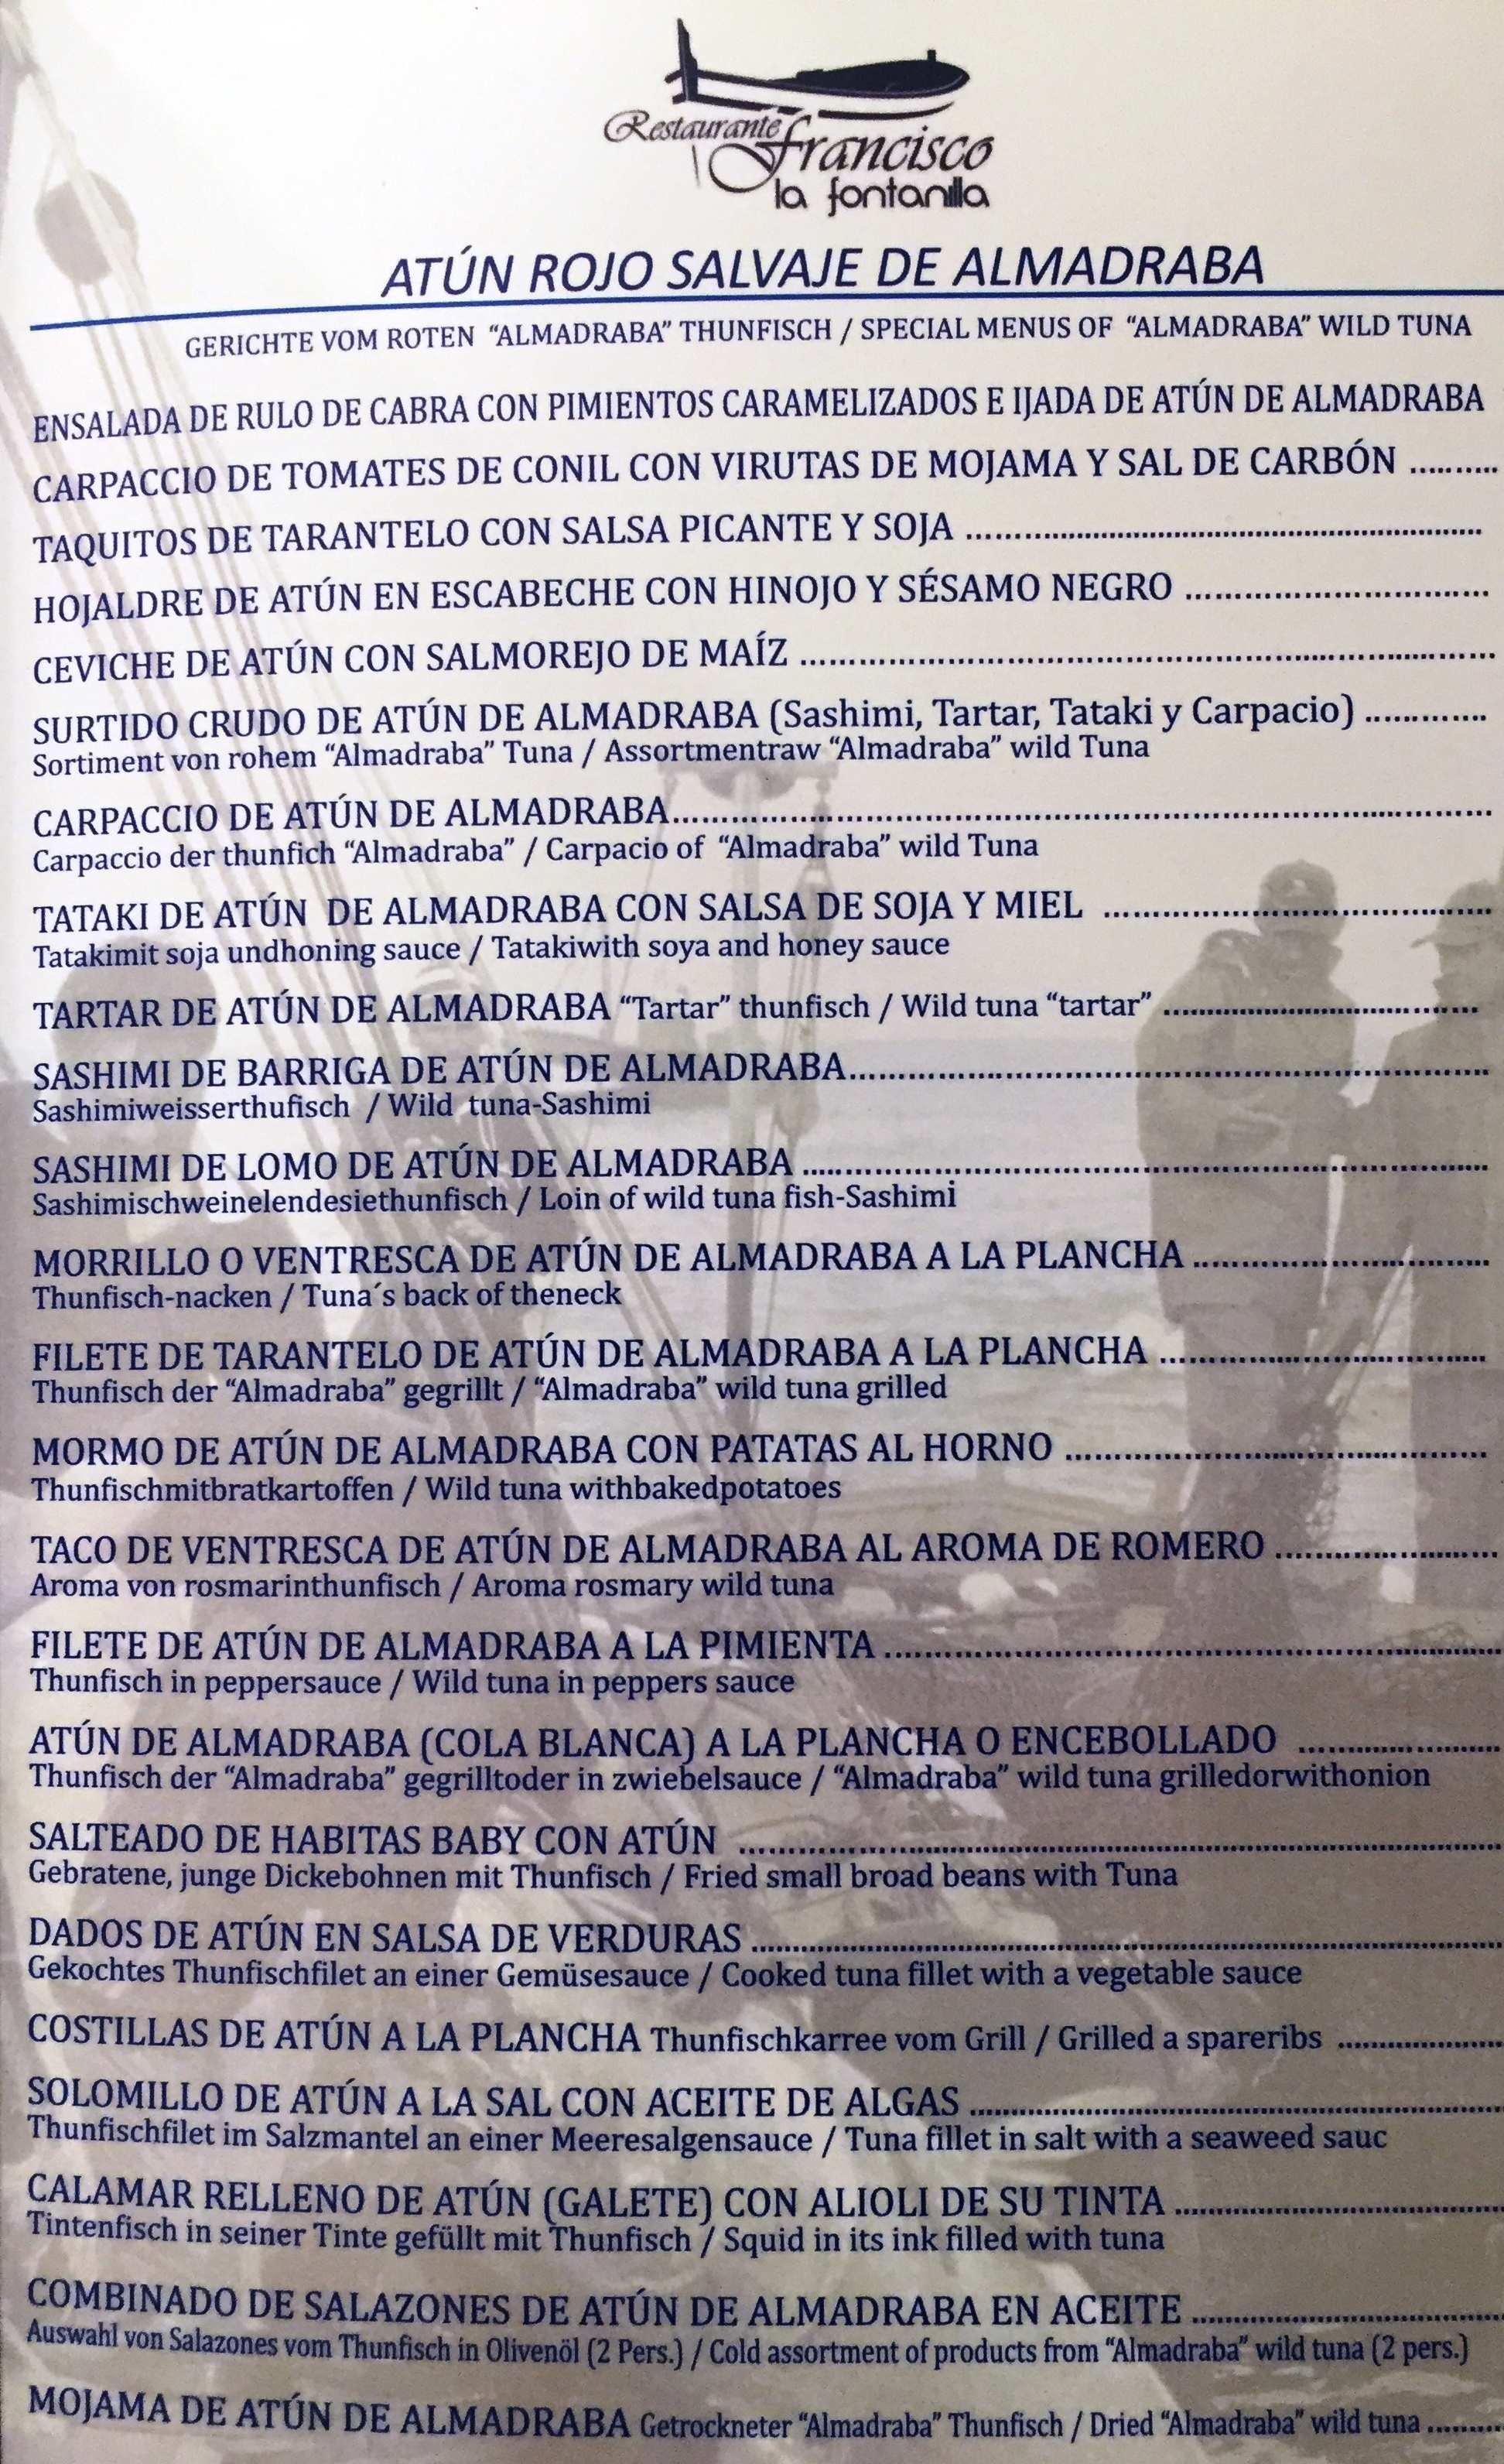 Restaurante Francisco
la fontanilla
ATÚN ROJO SALVAJE DE ALMADRABA
GERICHTE VOM ROTEN "ALMADRABA" THUNFISCH / SPECIAL MENUS OF "ALMADRABA" WILD TUNA
ENSALADA DE RULO DE CABRA CON PIMIENTOS CARAMELIZADOS E IJADA DE ATÚN DE ALMADRABA
CARPACCIO DE TOMATES DE CONIL CON VIRUTAS DE MOJAMA Y SAL DE CARBÓN ..........
TAQUITOS DE TARANTELO CON SALSA PICANTE Y SOJA ..........
HOJALDRE DE ATÚN EN ESCABECHE CON HINOJO Y SÉSAMO NEGRO ..........
CEVICHE DE ATÚN CON SALMOREJO DE MAÍZ ..........
SURTIDO CRUDO DE ATÚN DE ALMADRABA (Sashimi, Tartar, Tataki y Carpacio) ..........
Sortiment von rohem "Almadraba" Tuna / Assortmentraw "Almadraba" wild Tuna
CARPACCIO DE ATÚN DE ALMADRABA..........
Carpaccio der thunfich "Almadraba" / Carpacio of "Almadraba" wild Tuna
TATAKI DE ATÚN DE ALMADRABA CON SALSA DE SOJA Y MIEL ..........
Tatakimit soja undhoning sauce / Tatakiwith soya and honey sauce
TARTAR DE ATÚN DE ALMADRABA "Tartar" thunfisch / Wild tuna "tartar" ..........
SASHIMI DE BARRIGA DE ATÚN DE ALMADRABA..........
Sashimiweisserthufisch / Wild tuna-Sashimi
SASHIMI DE LOMO DE ATÚN DE ALMADRABA ..........
Sashimischweinelendesiethunfisch / Loin of wild tuna fish-Sashimi
MORRILLO O VENTRESCA DE ATÚN DE ALMADRABA A LA PLANCHA ..........
Thunfisch-nacken / Tuna´s back of theneck
FILETE DE TARANTELO DE ATÚN DE ALMADRABA A LA PLANCHA ..........
Thunfisch der "Almadraba" gegrillt / "Almadraba" wild tuna grilled
MORMO DE ATÚN DE ALMADRABA CON PATATAS AL HORNO ..........
Thunfischmitbratkartoffen / Wild tuna withbakedpotatoes
TACO DE VENTRESCA DE ATÚN DE ALMADRABA AL AROMA DE ROMERO ..........
Aroma von rosmarinthunfisch / Aroma rosmary wild tuna
FILETE DE ATÚN DE ALMADRABA A LA PIMIENTA ..........
Thunfisch in peppersauce / Wild tuna in peppers sauce
ATÚN DE ALMADRABA (COLA BLANCA) A LA PLANCHA O ENCEBOLLADO ..........
Thunfisch der "Almadraba" gegrilltoder in zwiebelsauce / "Almadraba" wild tuna grilledorwithonion
SALTEADO DE HABITAS BABY CON ATÚN ..........
Gebratene, junge Dickebohnen mit Thunfisch / Fried small broad beans with Tuna
DADOS DE ATÚN EN SALSA DE VERDURAS ..........
Gekochtes Thunfischfilet an einer Gemüsesauce / Cooked tuna fillet with a vegetable sauce
COSTILLAS DE ATÚN A LA PLANCHA Thunfischkarree vom Grill / Grilled a spareribs ..........
SOLOMILLO DE ATÚN A LA SAL CON ACEITE DE ALGAS ..........
Thunfischfilet im Salzmantel an einer Meeresalgensauce / Tuna fillet in salt with a seaweed sauc
CALAMAR RELLENO DE ATÚN (GALETE) CON ALIOLI DE SU TINTA ..........
Tintenfisch in seiner Tinte gefüllt mit Thunfisch / Squid in its ink filled with tuna
COMBINADO DE SALAZONES DE ATÚN DE ALMADRABA EN ACEITE ..........
Auswahl von Salazones vom Thunfisch in Olivenöl (2 Pers.) / Cold assortment of products from "Almadraba" wild tuna (2 pers.)
MOJAMA DE ATÚN DE ALMADRABA Getrockneter "Almadraba" Thunfisch / Dried "Almadraba" wild tuna ..........